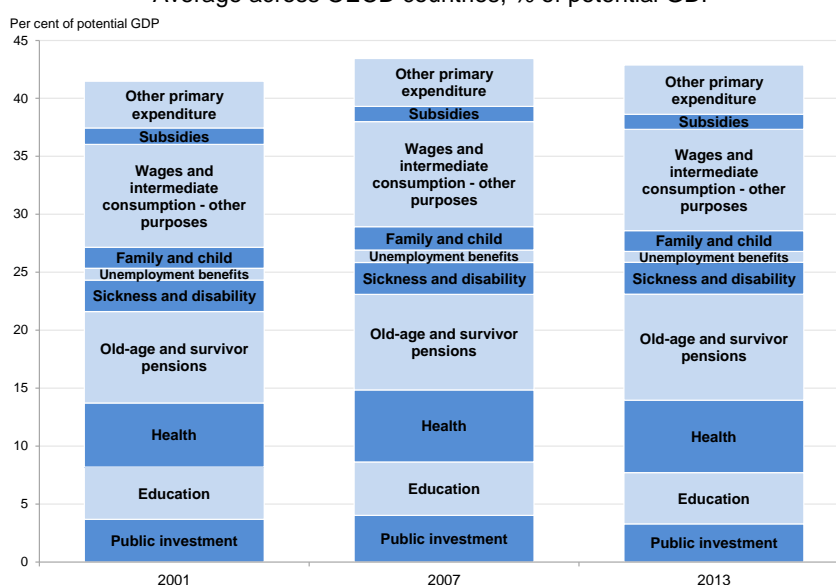 Per cent of potential GDP
45
40
35
30
25
20
15
10
5
0
Other primary
expenditure
Subsidies
Wages and
intermediate
consumption - other
purposes
Family and child
Unemployment benefits
Sickness and disability
Old-age and survivor
pensions
Health
Education
Public investment
Other primary
expenditure
Subsidies
Wages and
intermediate
consumption - other
purposes
Family and child
Unemployment benefits
Sickness and disability
Old-age and survivor
pensions
Health
Education
Public investment
Other primary
expenditure
Subsidies
Wages and
intermediate
consumption - other
purposes
Family and child
Unemployment benefits
Sickness and disability
Old-age and survivor
pensions
Health
Education
Public investment
2001
2007
2013